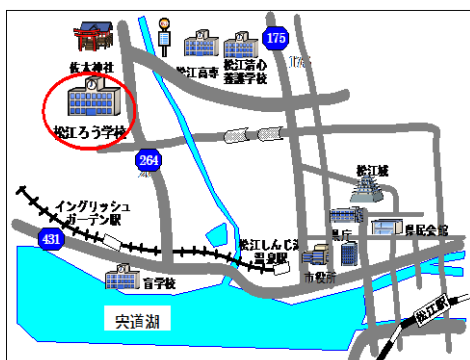 175
佐太神社
松江高専
松江清心
養護学校
松江ろう学校
264
松江城
イングリッシュ
ガーデン駅
431
松江しんじ湖
温泉駅
県庁
県民会館
市役所
盲学校
宍道湖
松江駅